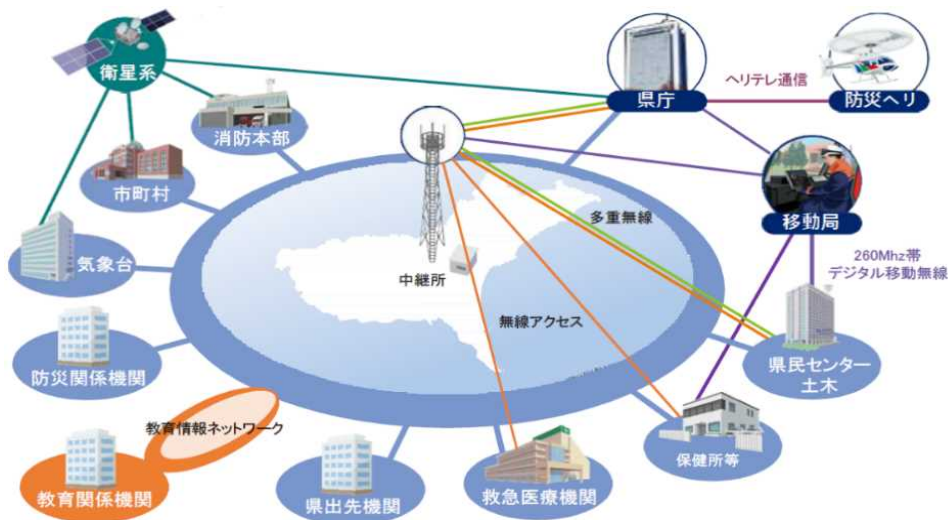 衛星系
県庁
ヘリテレ通信
防災ヘリ
消防本部
市町村
移動局
多重無線
気象台
中継所
260Mhz帯
デジタル移動無線
無線アクセス
防災関係機関
県民センター
土木
教育情報ネットワーク
保健所等
教育関係機関
県出先機関
救急医療機関